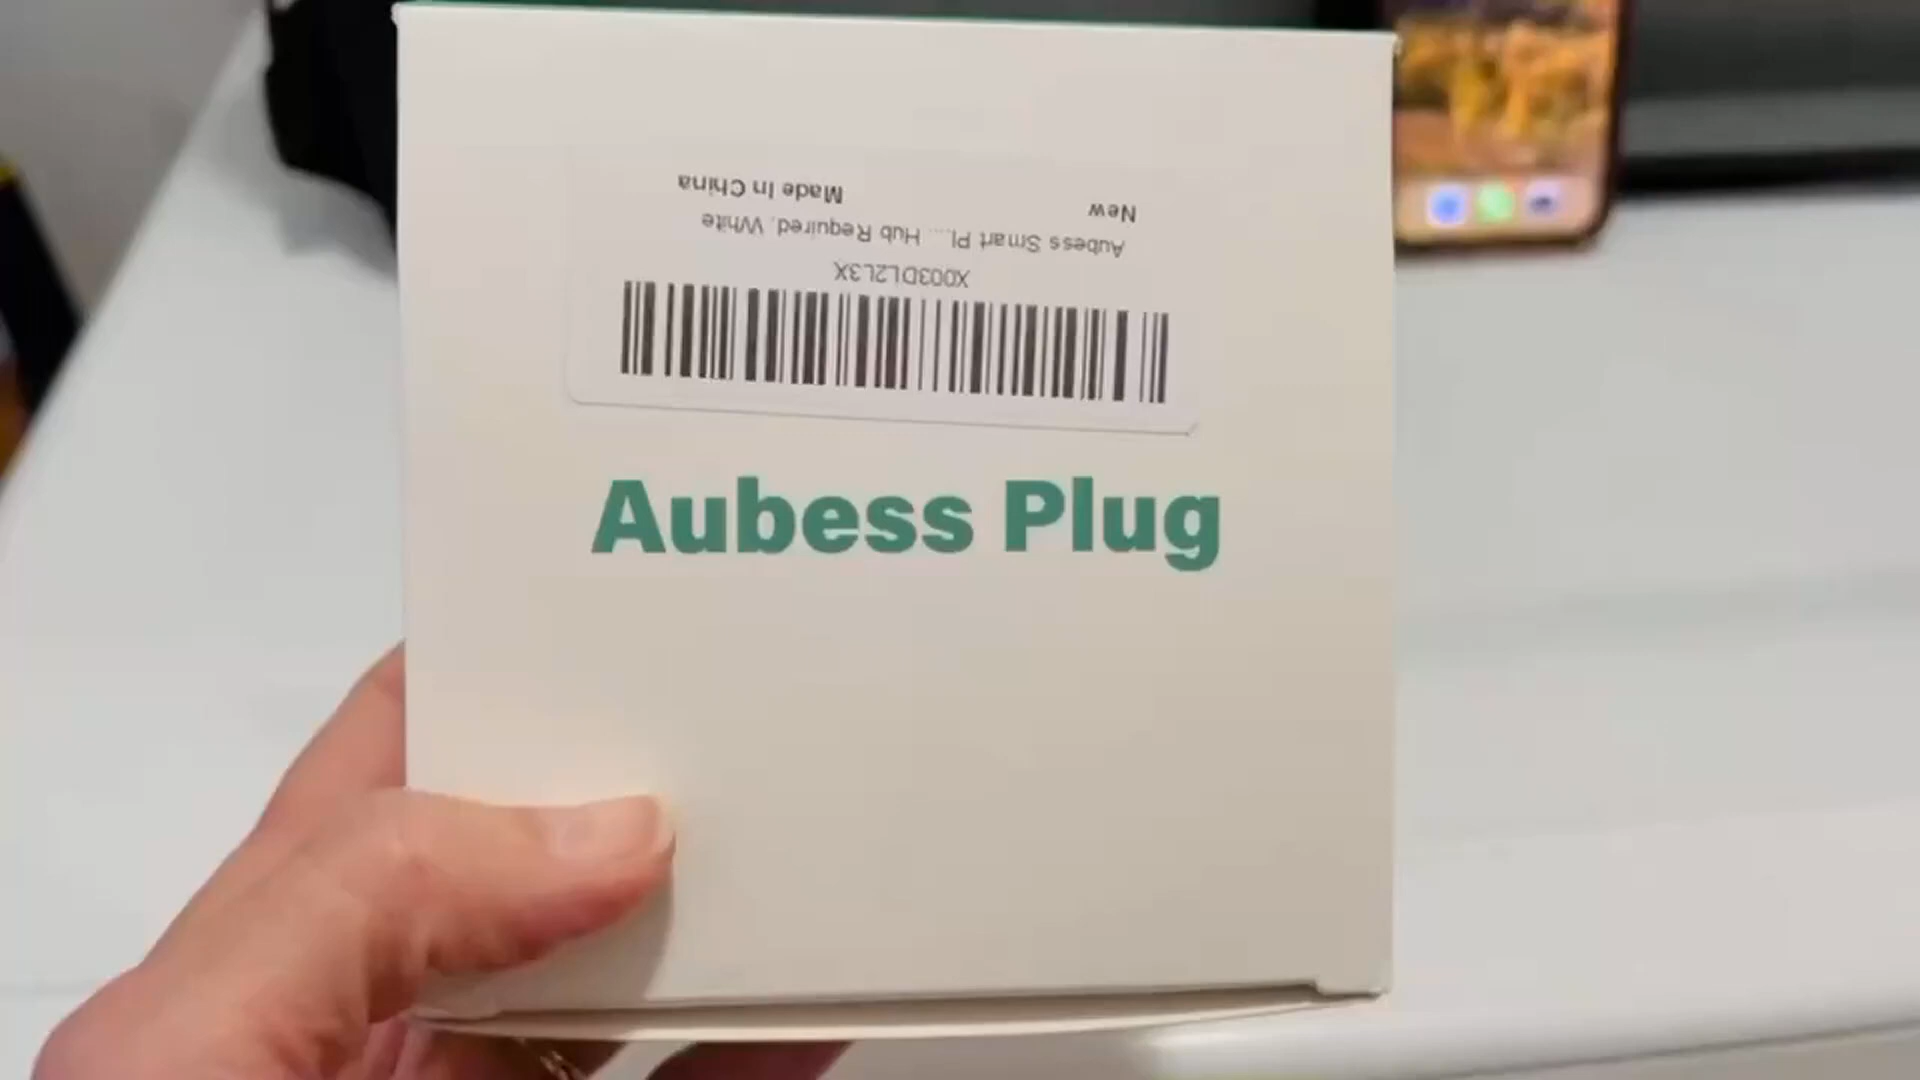 X003DL2L3X
Aubess Smart Pl... Hub Required, White
New
Made In China
Aubess Plug